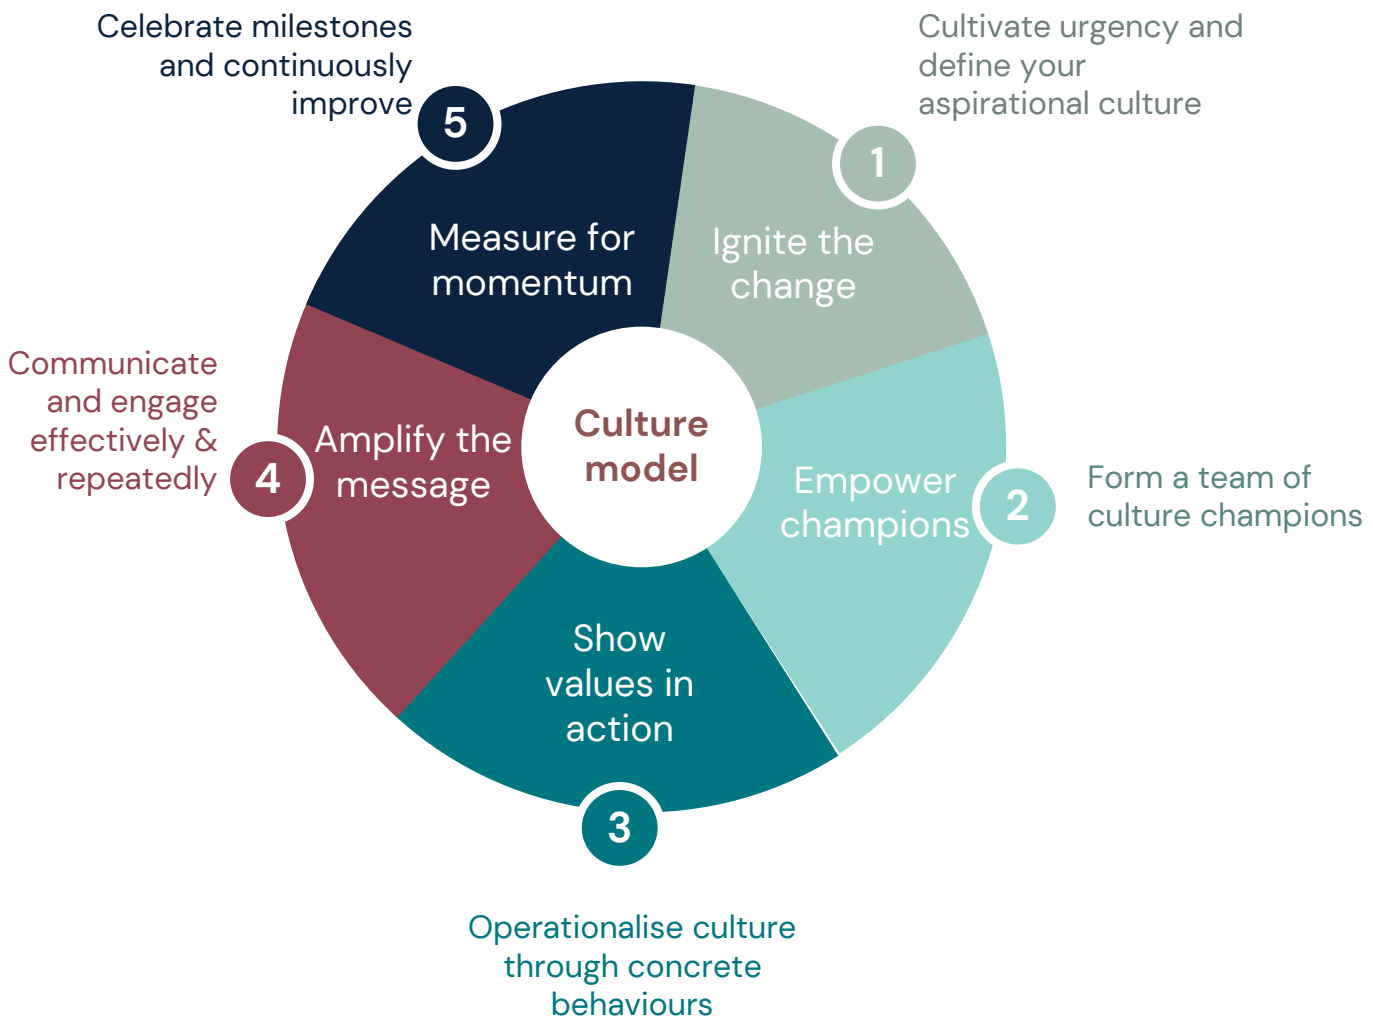 Culture
model
1
Ignite the
change
Cultivate urgency and
define your
aspirational culture
2
Empower
champions
Form a team of
culture champions
3
Show
values in
action
Operationalise culture
through concrete
behaviours
4
Amplify the
message
Communicate
and engage
effectively &
repeatedly
5
Measure for
momentum
Celebrate milestones
and continuously
improve